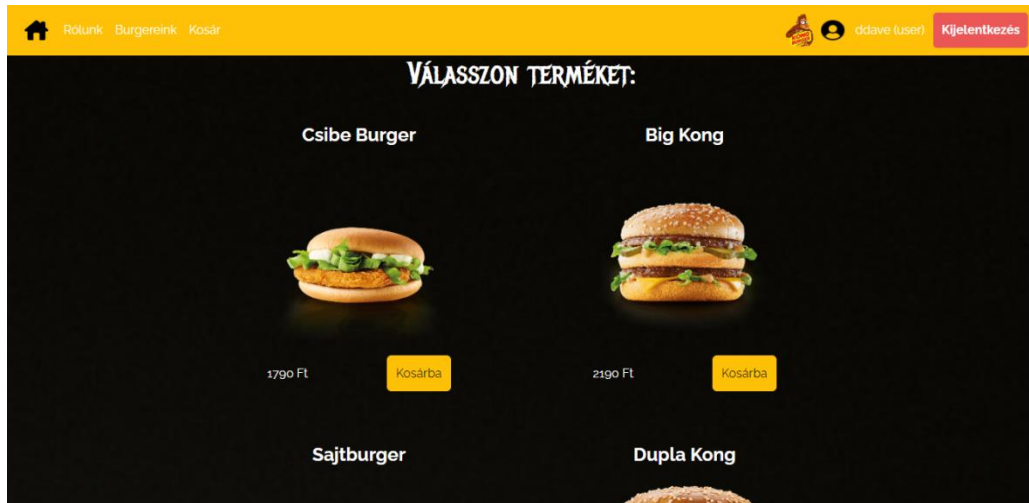 Rólunk Burgereink Kosár ddave (user) Kijelentkezés
Válasszon terméket:
Csibe Burger Big Kong
1790 Ft Kosárba 2190 Ft Kosárba
Sajtburger Dupla Kong